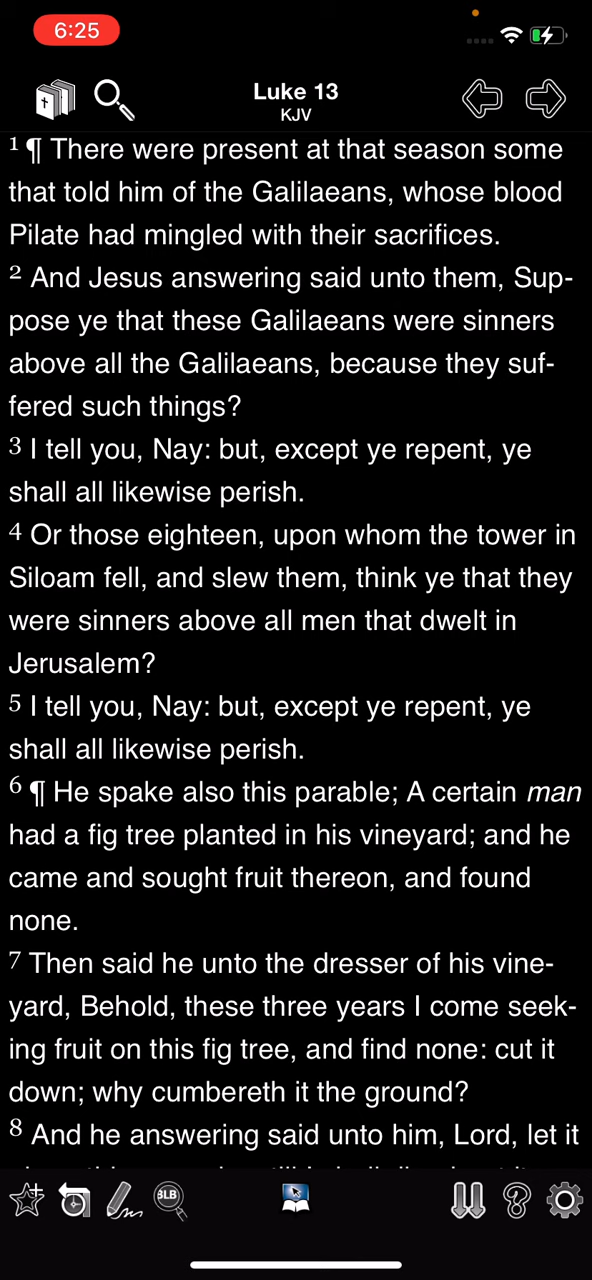 6:25
Luke 13
KJV
1 ¶ There were present at that season some
that told him of the Galilaeans, whose blood
Pilate had mingled with their sacrifices.
2 And Jesus answering said unto them, Sup-
pose ye that these Galilaeans were sinners
above all the Galilaeans, because they suf-
fered such things?
3 I tell you, Nay: but, except ye repent, ye
shall all likewise perish.
4 Or those eighteen, upon whom the tower in
Siloam fell, and slew them, think ye that they
were sinners above all men that dwelt in
Jerusalem?
5 I tell you, Nay: but, except ye repent, ye
shall all likewise perish.
6 ¶ He spake also this parable; A certain man
had a fig tree planted in his vineyard; and he
came and sought fruit thereon, and found
none.
7 Then said he unto the dresser of his vine-
yard, Behold, these three years I come seek-
ing fruit on this fig tree, and find none: cut it
down; why cumbereth it the ground?
8 And he answering said unto him, Lord, let it
BLB